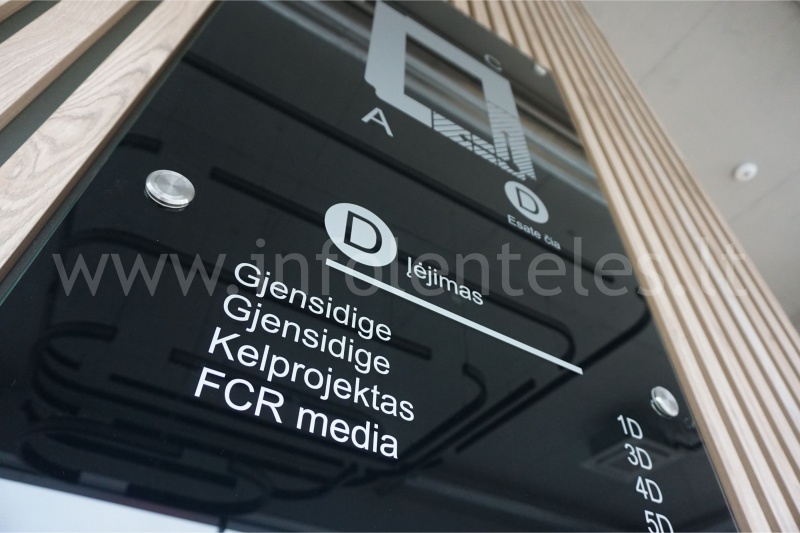 C
A
D
Esate čia
D Įėjimas
Gjensidige
Gjensidige
Kelprojektas
FCR media
1D
3D
4D
5D
www.infolenteles.lt